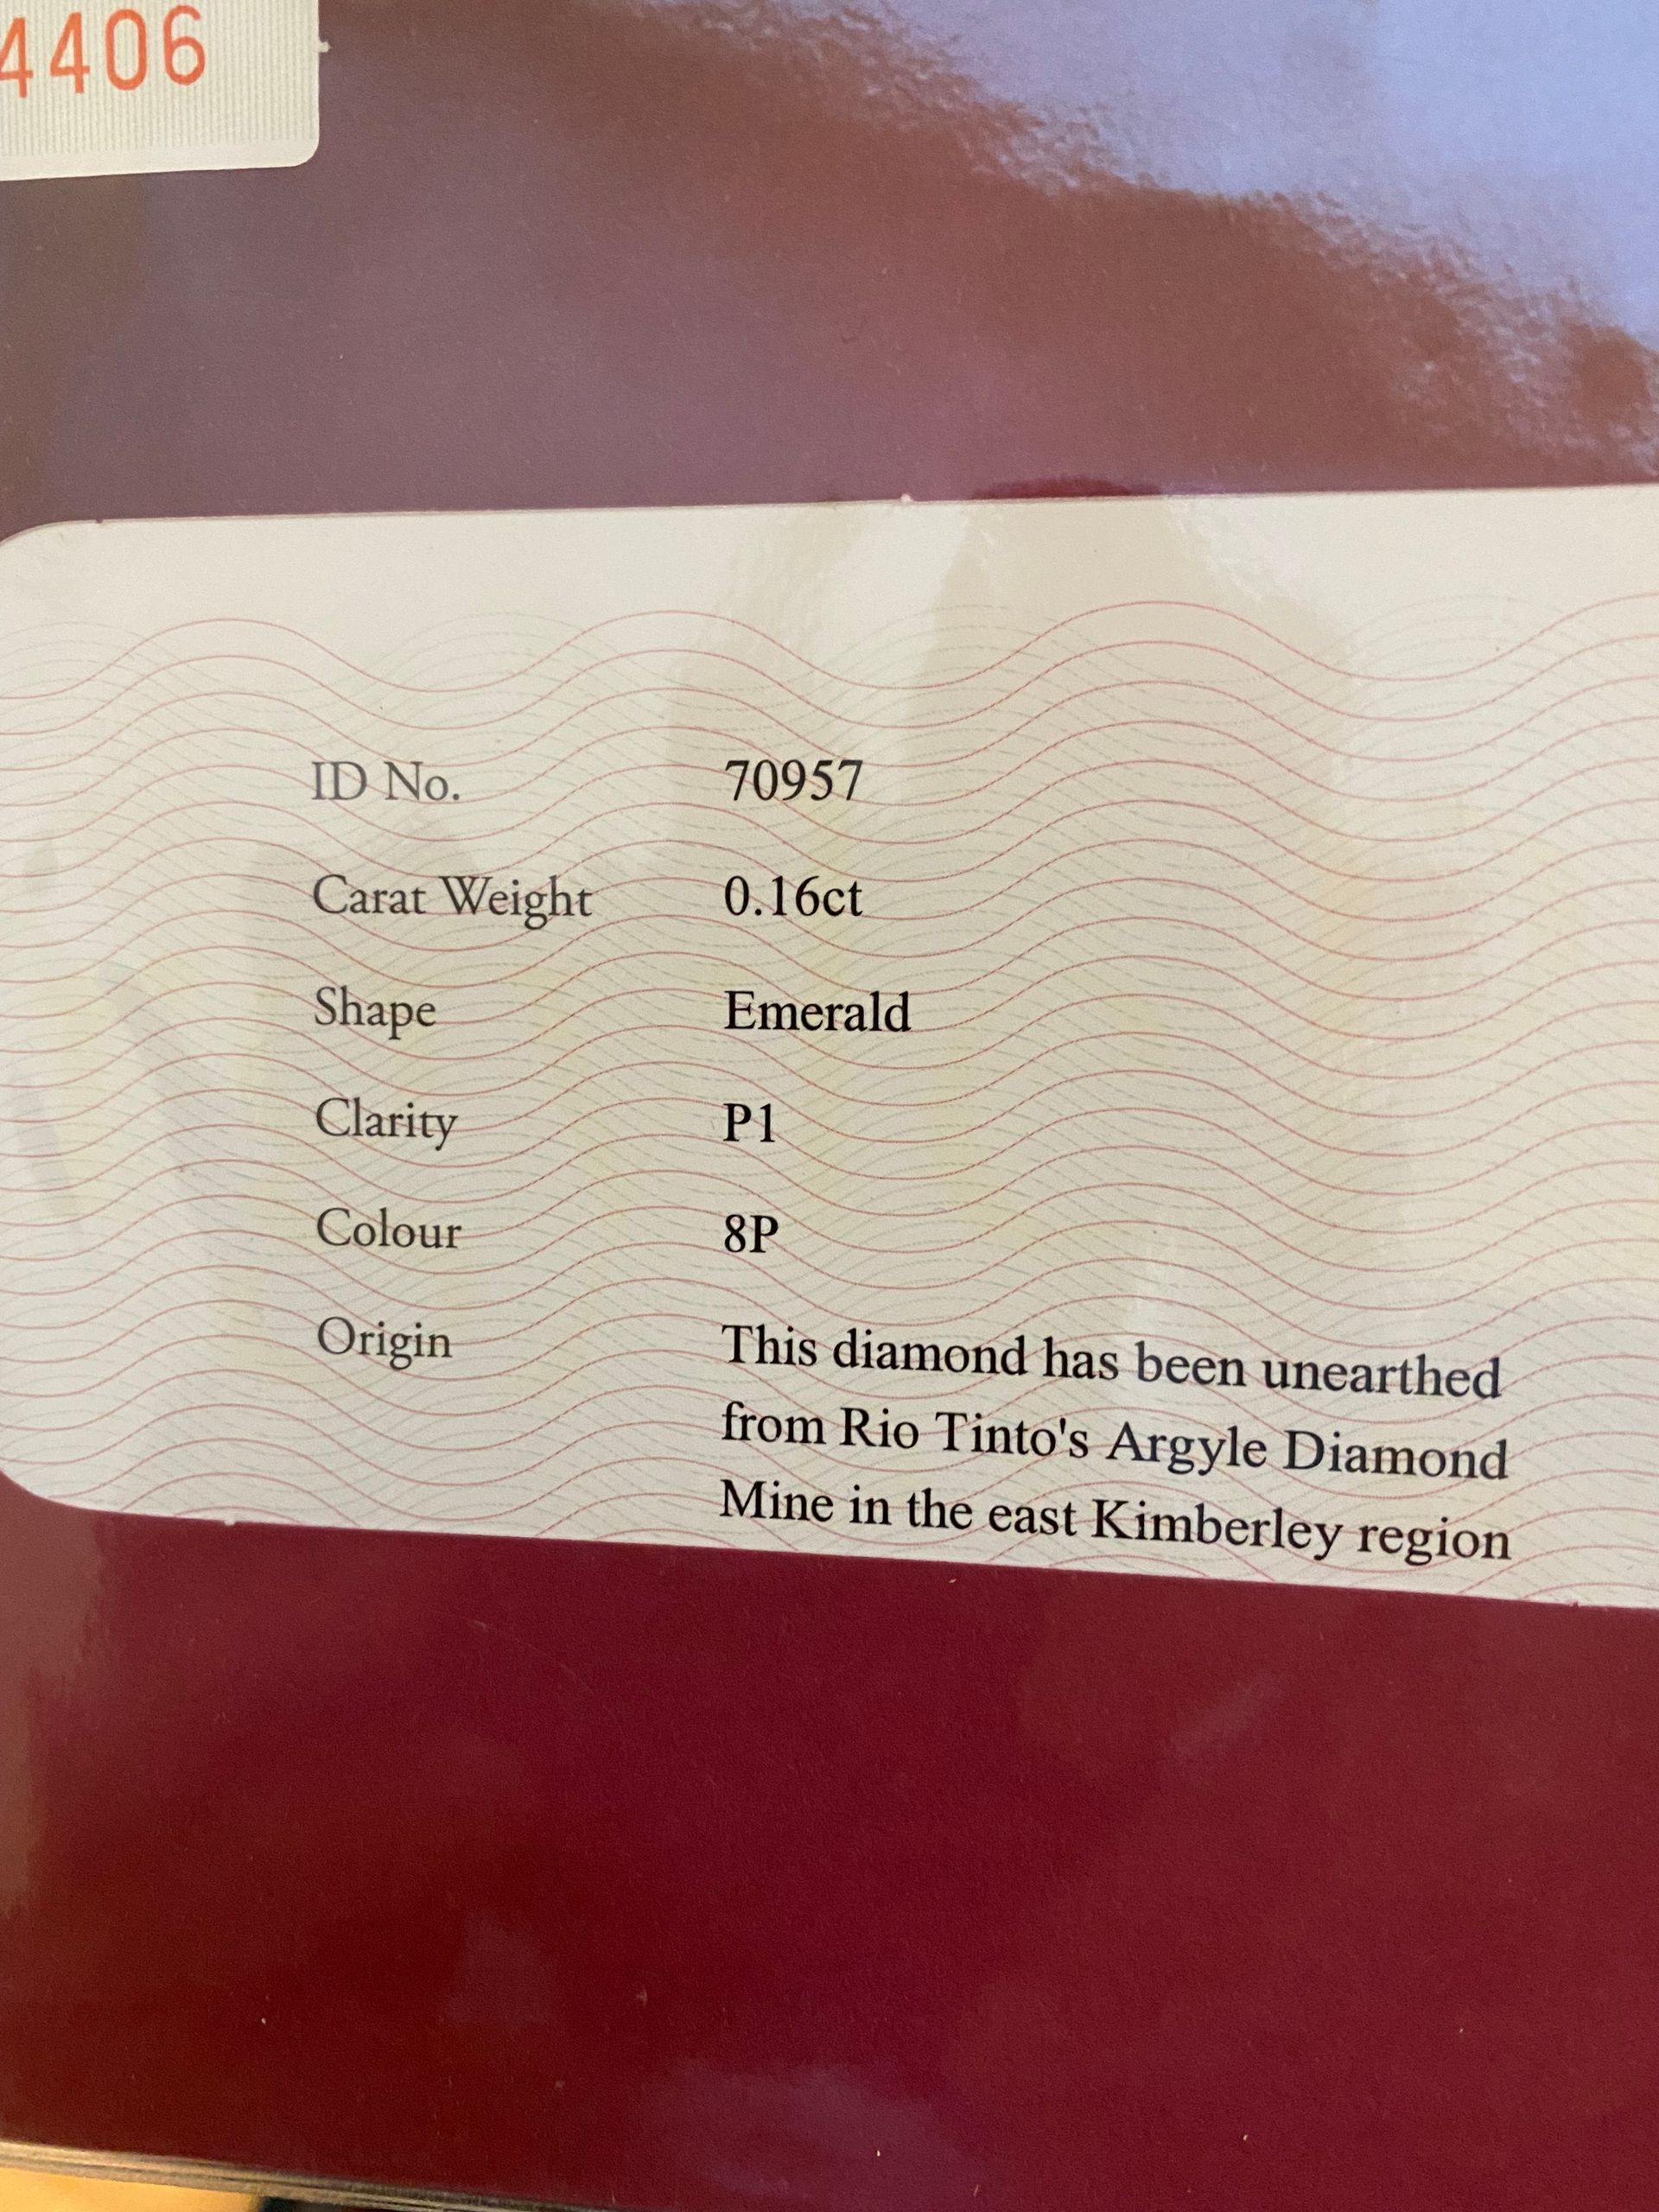 4406
ID No. 70957
Carat Weight 0.16ct
Shape Emerald
Clarity P1
Colour 8P
Origin This diamond has been unearthed
from Rio Tinto's Argyle Diamond
Mine in the east Kimberley region